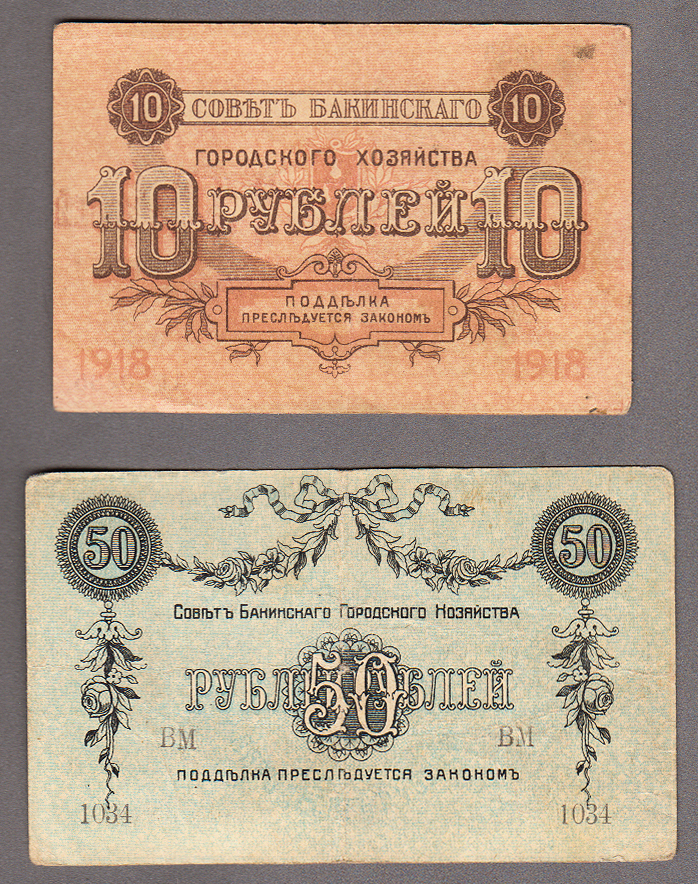 10 СОВѢТЪ БАКИНСКАГО 10
ГОРОДСКОГО ХОЗЯЙСТВА
10 РУБЛЕЙ 10
ПОДДѢЛКА
ПРЕСЛѢДУЕТСЯ ЗАКОНОМЪ
1918 1918
50 50
СОВѢТЪ БАКИНСКАГО ГОРОДСКОГО ХОЗЯЙСТВА
РУБЛ 50 БЛЕЙ
ВМ ВМ
ПОДДѢЛКА ПРЕСЛѢДУЕТСЯ ЗАКОНОМЪ
1034 1034